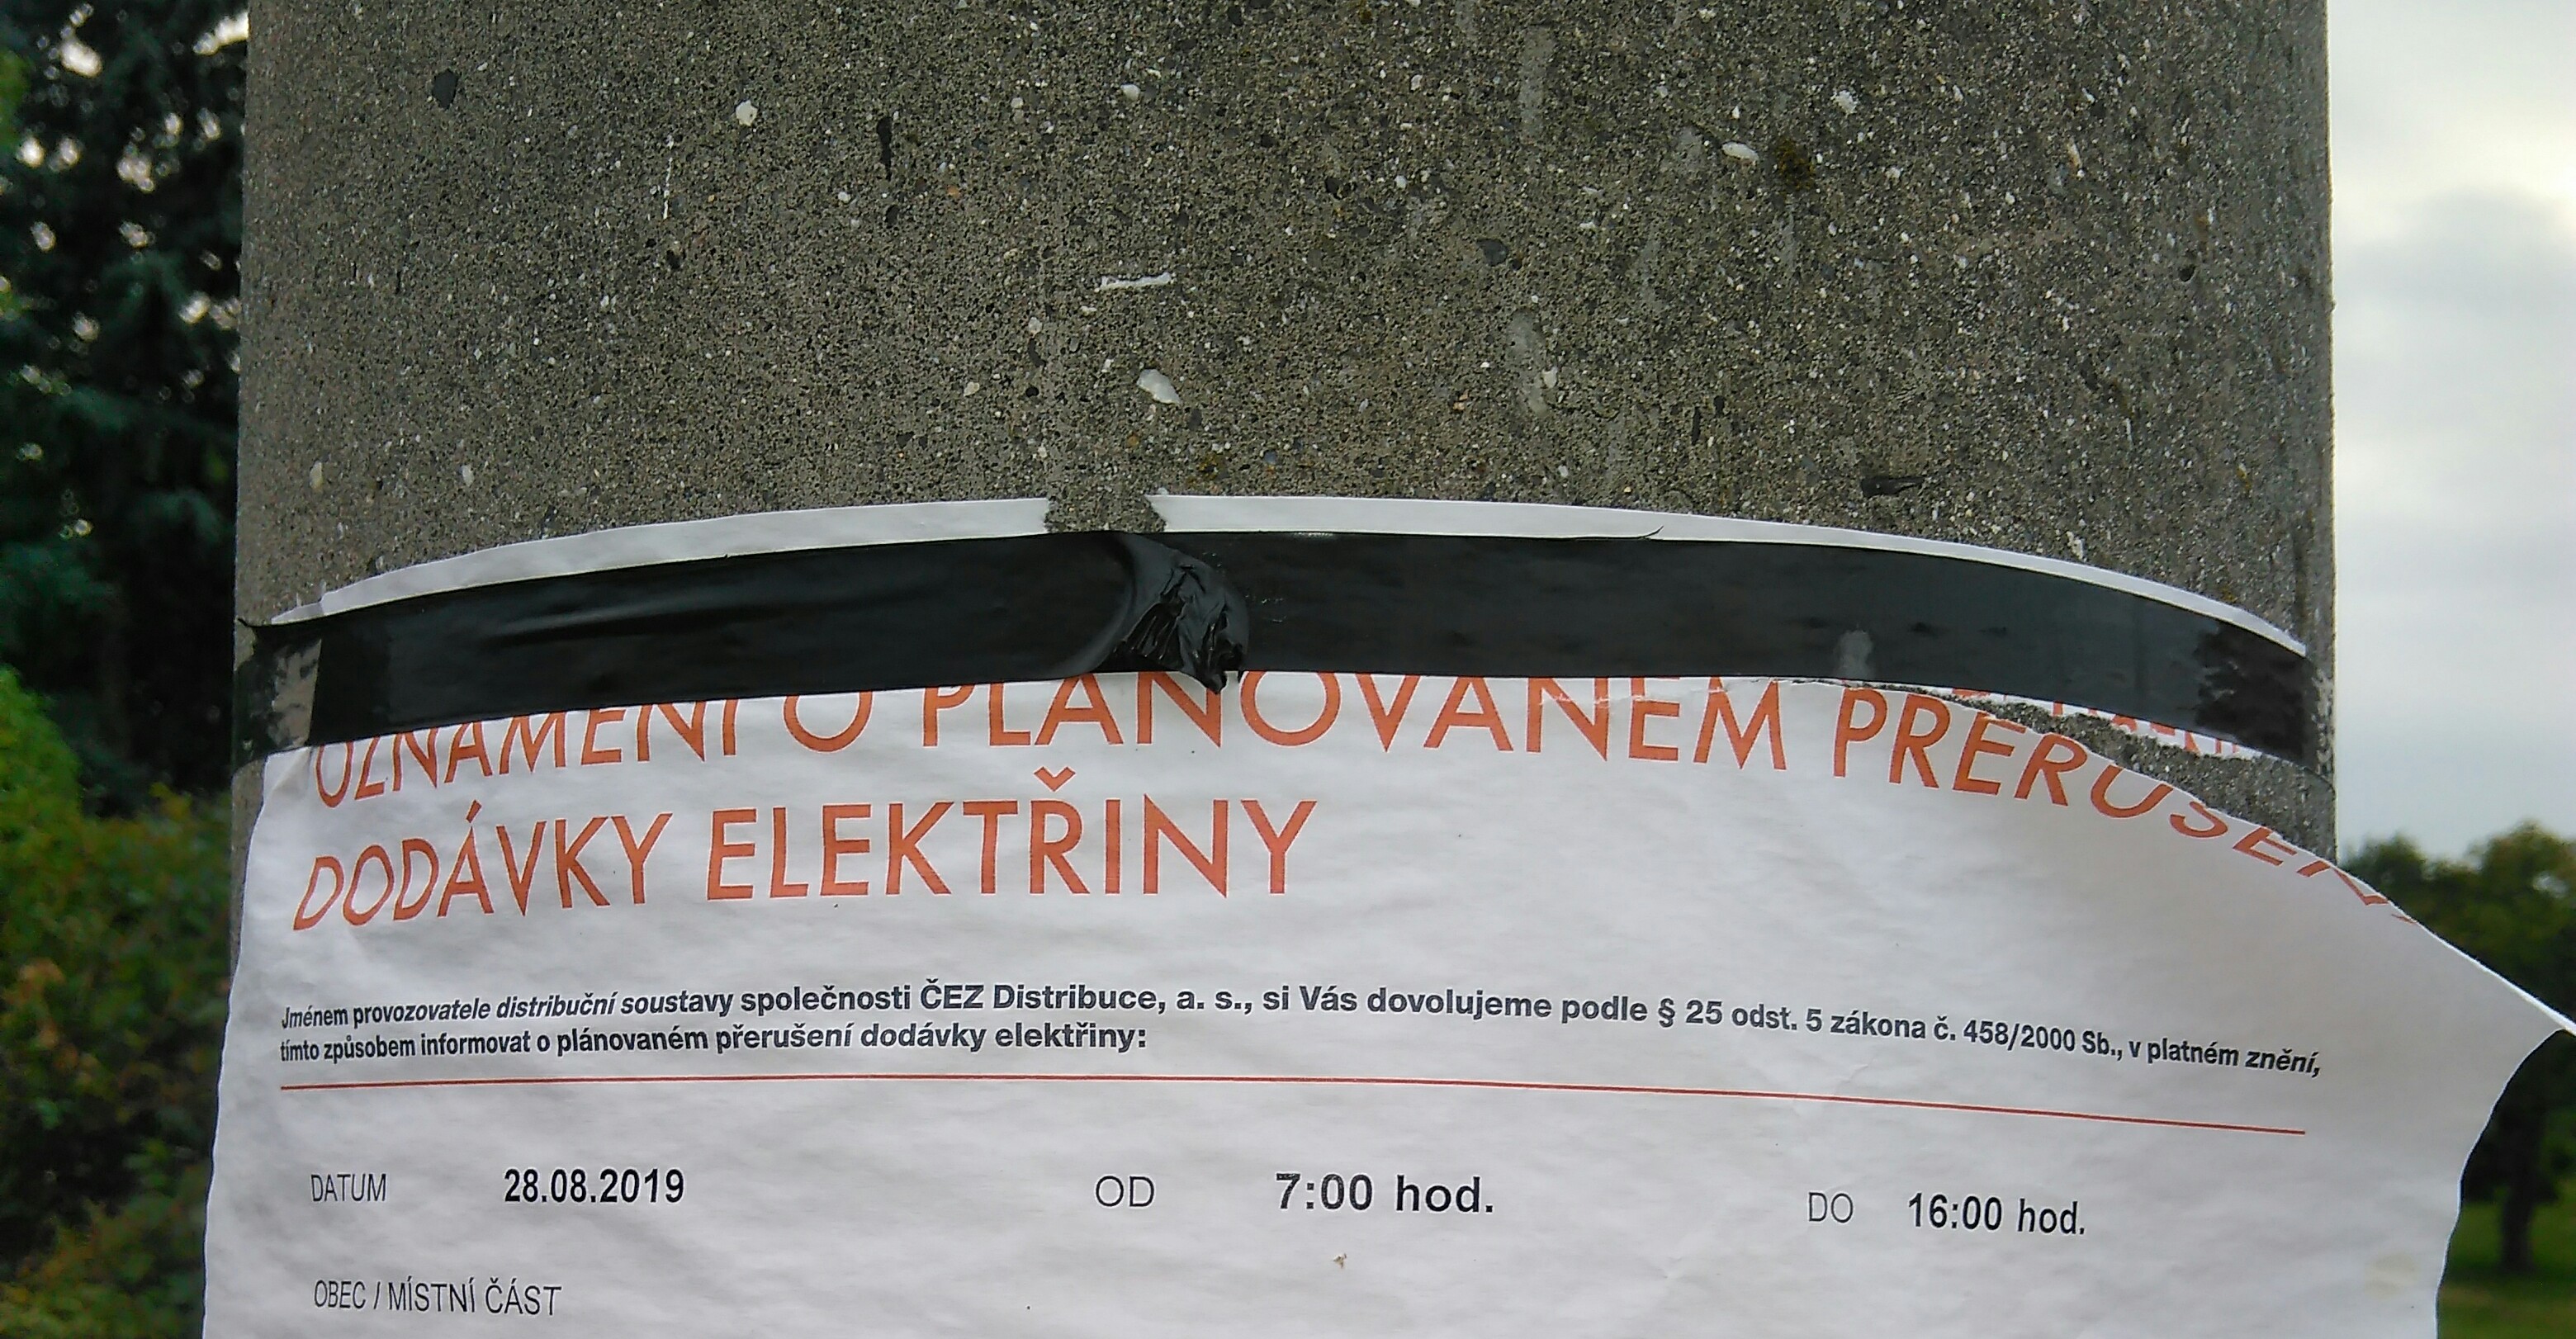 OZNÁMENÍ O PLÁNOVANÉM PŘERUŠENÍ
DODÁVKY ELEKTŘINY
Jménem provozovatele distribuční soustavy společnosti ČEZ Distribuce, a. s., si Vás dovolujeme podle § 25 odst. 5 zákona č. 458/2000 Sb., v platném znění,
tímto způsobem informovat o plánovaném přerušení dodávky elektřiny:
DATUM 28.08.2019 OD 7:00 hod. DO 16:00 hod.
OBEC / MÍSTNÍ ČÁST